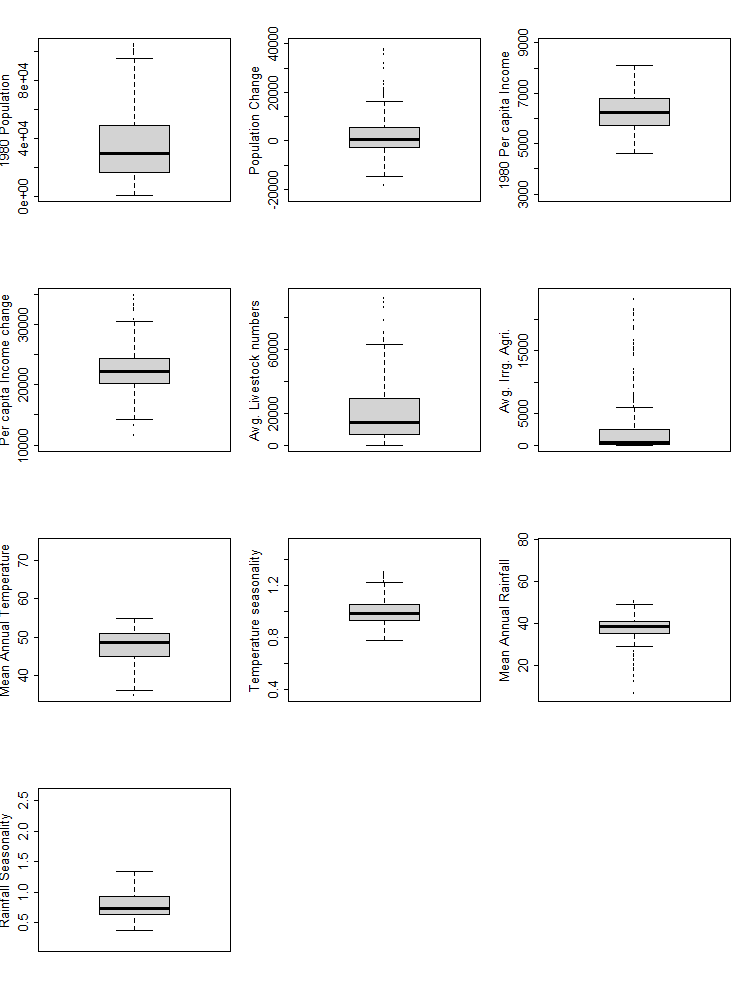 1980 Population
0e+00
4e+04
8e+04
Population Change
-20000
0
20000
40000
1980 Per capita Income
3000
5000
7000
9000
Per capita Income change
10000
20000
30000
Avg. Livestock numbers
0
20000
60000
Avg. Irrg. Agri.
0
5000
15000
Mean Annual Temperature
40
50
60
70
Temperature seasonality
0.4
0.8
1.2
Mean Annual Rainfall
20
40
60
80
Rainfall Seasonality
0.5
1.0
1.5
2.0
2.5